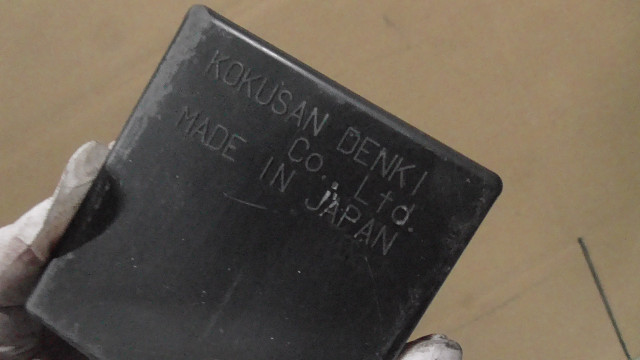 KOKUSAN DENKI
Co., Ltd.
MADE IN JAPAN